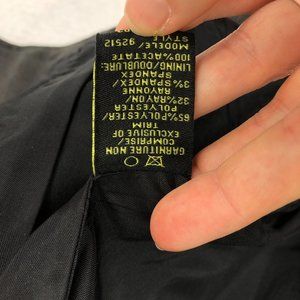 STYLE
MODELE/ 92512
100% ACETATE
LINING/DOUBLURE:
3% SPANDEX
SPANDEX
32% RAYON/
RAYONNE
65% POLYESTER/
POLYESTER
EXCLUSIVE OF
TRIM
GARNITURE NON
COMPRISE/